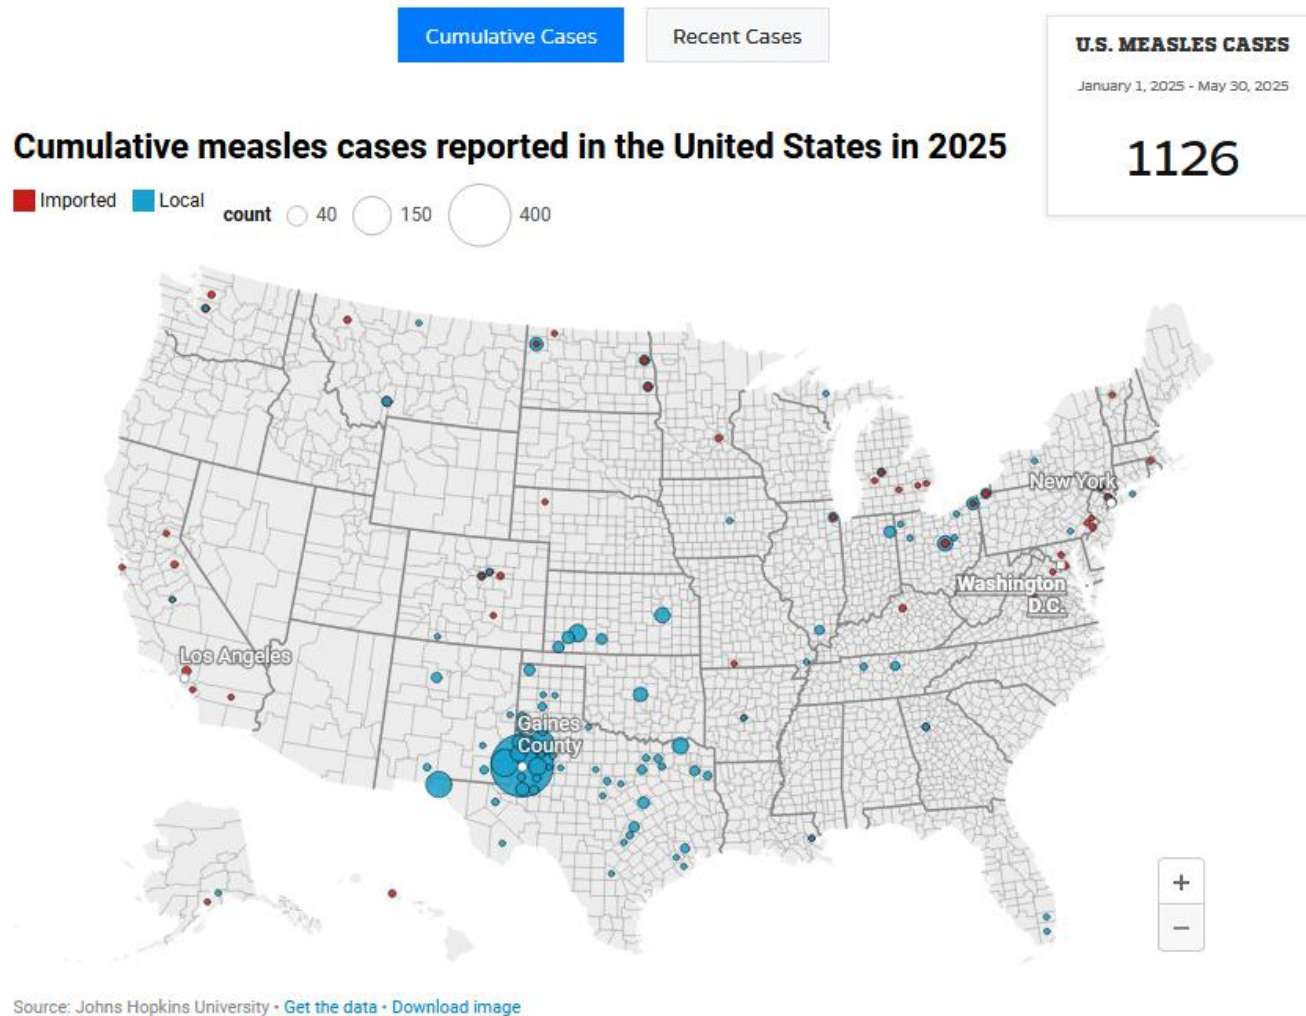 Cumulative Cases
Recent Cases
U.S. MEASLES CASES
January 1, 2025 - May 30, 2025
1126
Cumulative measles cases reported in the United States in 2025
Imported Local count 40 150 400
New York
Washington
D.C.
Los Angeles
Gaines
County
+
−
Source: Johns Hopkins University • Get the data • Download image